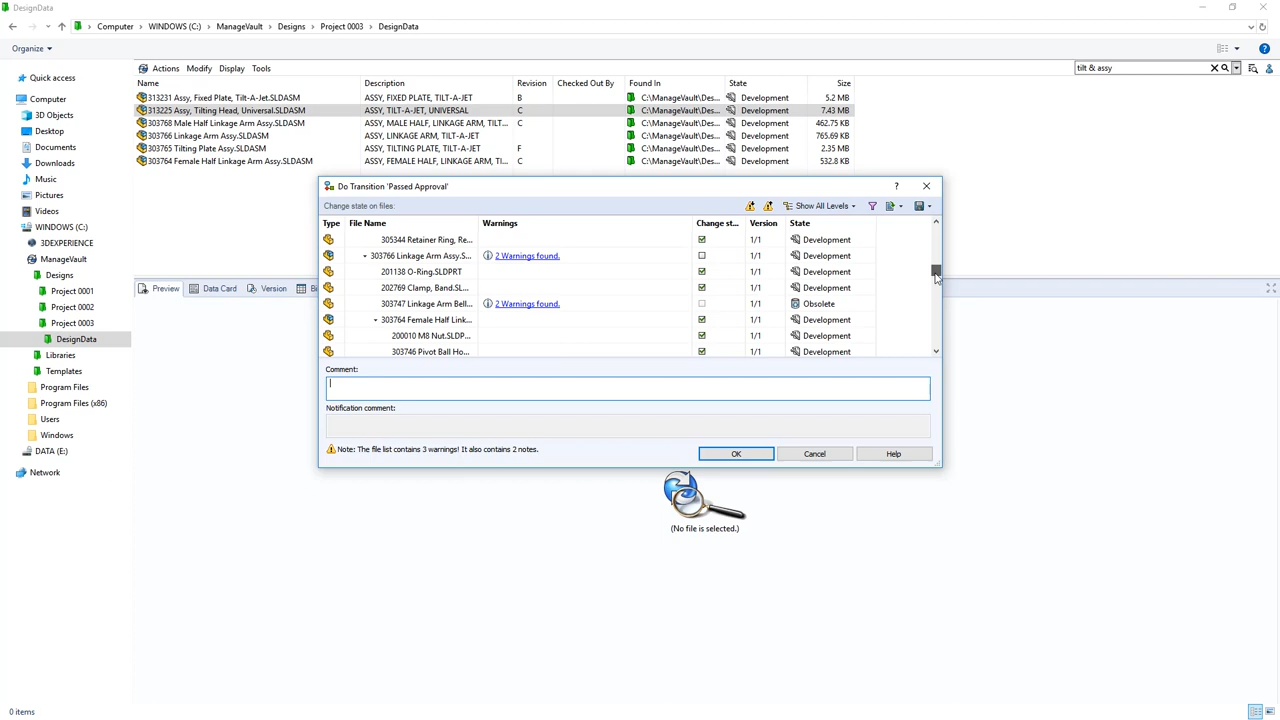 DesignData
Computer › WINDOWS (C:) › ManageVault › Designs › Project 0003 › DesignData
Organize
Quick access
Computer
3D Objects
Desktop
Documents
Downloads
Music
Pictures
Videos
WINDOWS (C:)
3DEXPERIENCE
ManageVault
Designs
Project 0001
Project 0002
Project 0003
DesignData
Libraries
Templates
Program Files
Program Files (x86)
Users
Windows
DATA (E:)
Network
Actions Modify Display Tools
tilt & assy
Name Description Revision Checked Out By Found In State Size
313231 Assy, Fixed Plate, Tilt-A-Jet.SLDASM ASSY, FIXED PLATE, TILT-A-JET B C:\ManageVault\Des... Development 5.2 MB
313225 Assy, Tilting Head, Universal.SLDASM ASSY, TILT-A-JET, UNIVERSAL C C:\ManageVault\Des... Development 7.43 MB
303768 Male Half Linkage Arm Assy.SLDASM ASSY, MALE HALF, LINKAGE ARM, T... C C:\ManageVault\Des... Development 462.75 KB
303766 Linkage Arm Assy.SLDASM ASSY, LINKAGE ARM, TILT-A-JET C:\ManageVault\Des... Development 765.69 KB
303765 Tilting Plate Assy.SLDASM ASSY, TILTING PLATE, TILT-A-JET F C:\ManageVault\Des... Development 2.35 MB
303764 Female Half Linkage Arm Assy.SLDASM ASSY, FEMALE HALF, LINKAGE ARM, TI... C:\ManageVault\Des... Development 532.8 KB
Preview Data Card Version Bi
Do Transition 'Passed Approval' ?
Change state on files: Show All Levels
Type File Name Warnings Change st... Version State
305344 Retainer Ring, Re... 1/1 Development
303766 Linkage Arm Assy.S... 2 Warnings found. 1/1 Development
201138 O-Ring.SLDPRT 1/1 Development
202769 Clamp, Band.SL... 1/1 Development
303747 Linkage Arm Bell... 2 Warnings found. 1/1 Obsolete
303764 Female Half Link... 1/1 Development
200010 M8 Nut.SLDP... 1/1 Development
303746 Pivot Ball Ho... 1/1 Development
Comment:
Notification comment:
Note: The file list contains 3 warnings! It also contains 2 notes.
OK Cancel Help
(No file is selected.)
0 items